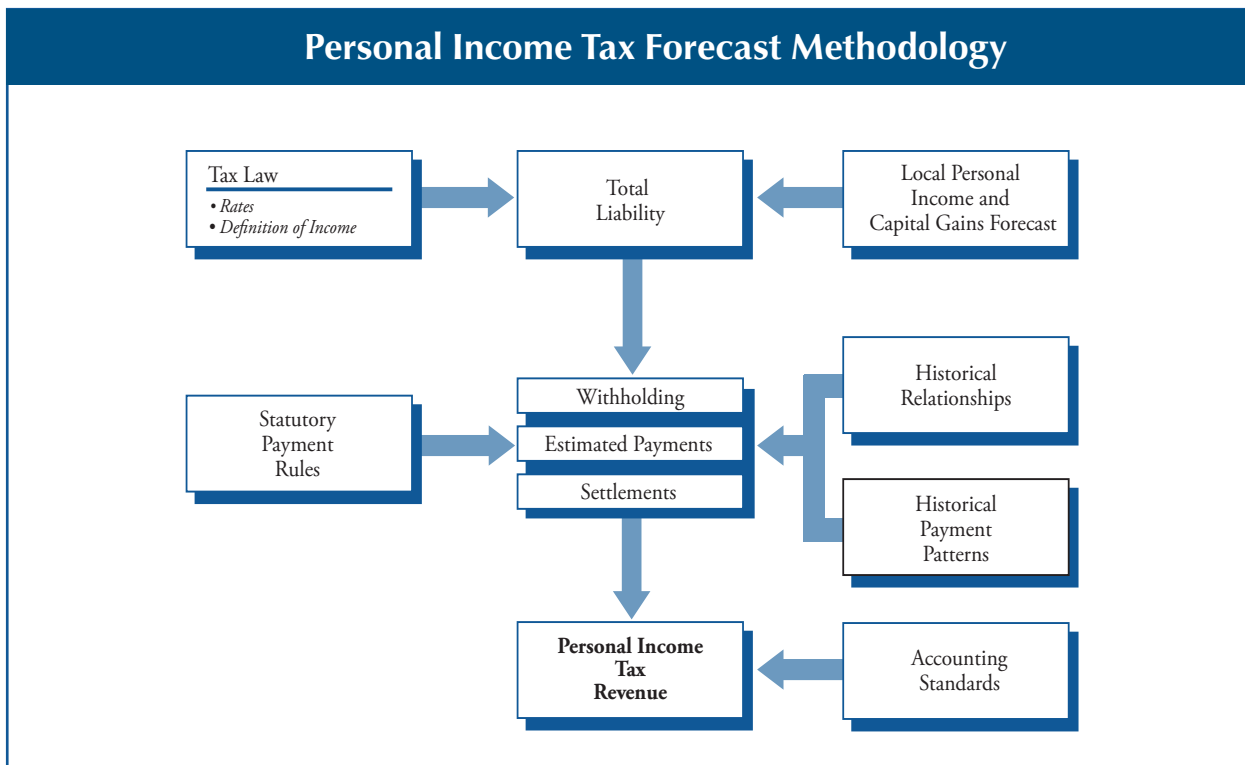 Personal Income Tax Forecast Methodology
Tax Law
• Rates
• Definition of Income
Total
Liability
Local Personal
Income and
Capital Gains Forecast
Statutory
Payment
Rules
Withholding
Estimated Payments
Settlements
Historical
Relationships
Historical
Payment
Patterns
Personal Income
Tax
Revenue
Accounting
Standards